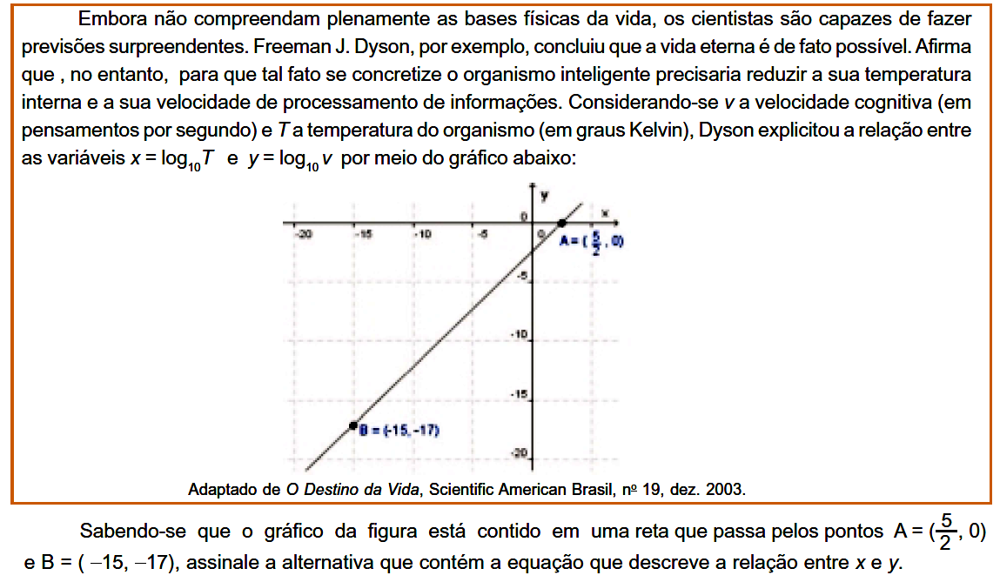 Embora não compreendam plenamente as bases físicas da vida, os cientistas são capazes de fazer
previsões surpreendentes. Freeman J. Dyson, por exemplo, concluiu que a vida eterna é de fato possível. Afirma
que , no entanto, para que tal fato se concretize o organismo inteligente precisaria reduzir a sua temperatura
interna e a sua velocidade de processamento de informações. Considerando-se v a velocidade cognitiva (em
pensamentos por segundo) e T a temperatura do organismo (em graus Kelvin), Dyson explicitou a relação entre
as variáveis x = log₁₀T e y = log₁₀ v por meio do gráfico abaixo:
y
0 x
-20 -15 -10 -5 0
A = ( 5/2 , 0)
-5
-10
-15
B = (-15, -17)
-20
Adaptado de O Destino da Vida, Scientific American Brasil, nº 19, dez. 2003.
Sabendo-se que o gráfico da figura está contido em uma reta que passa pelos pontos A = (5/2, 0)
e B = ( –15, –17), assinale a alternativa que contém a equação que descreve a relação entre x e y.